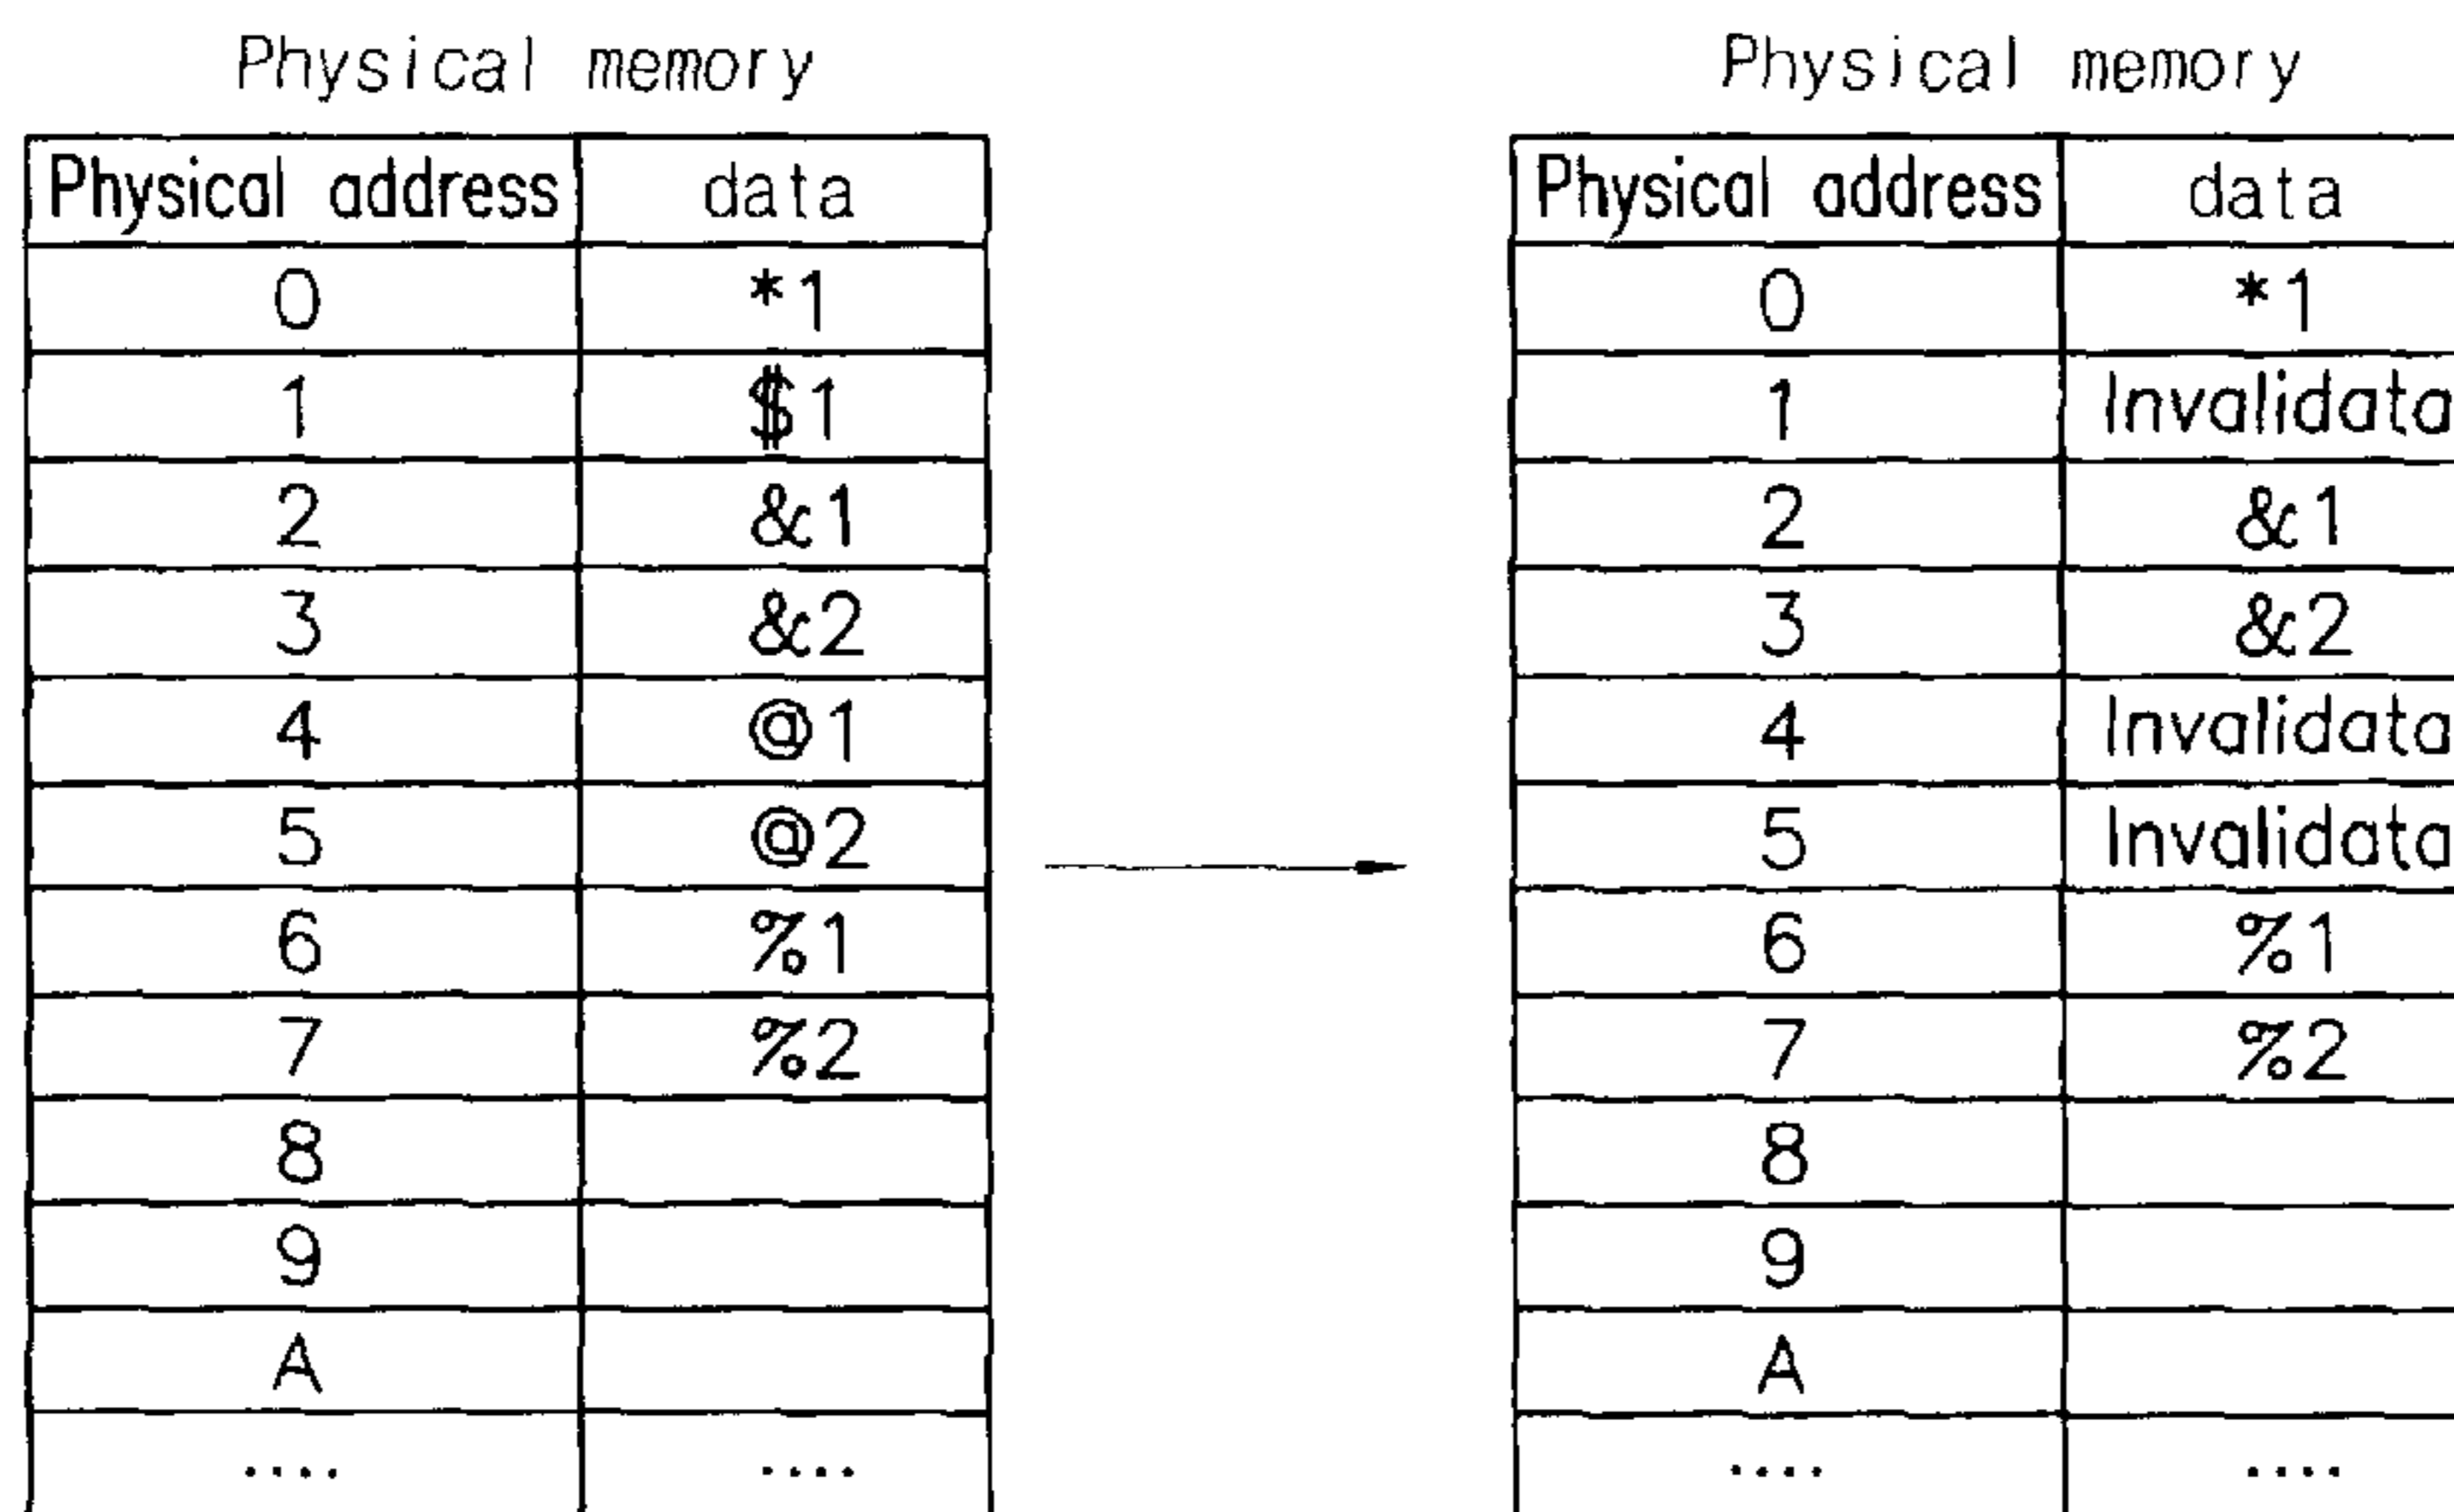 Physical memory
Physical address data
0 *1
1 $1
2 &1
3 &2
4 @1
5 @2
6 %1
7 %2
8
9
A
.... ....
Physical memory
Physical address data
0 *1
1 Invalidata
2 &1
3 &2
4 Invalidata
5 Invalidata
6 %1
7 %2
8
9
A
.... ....